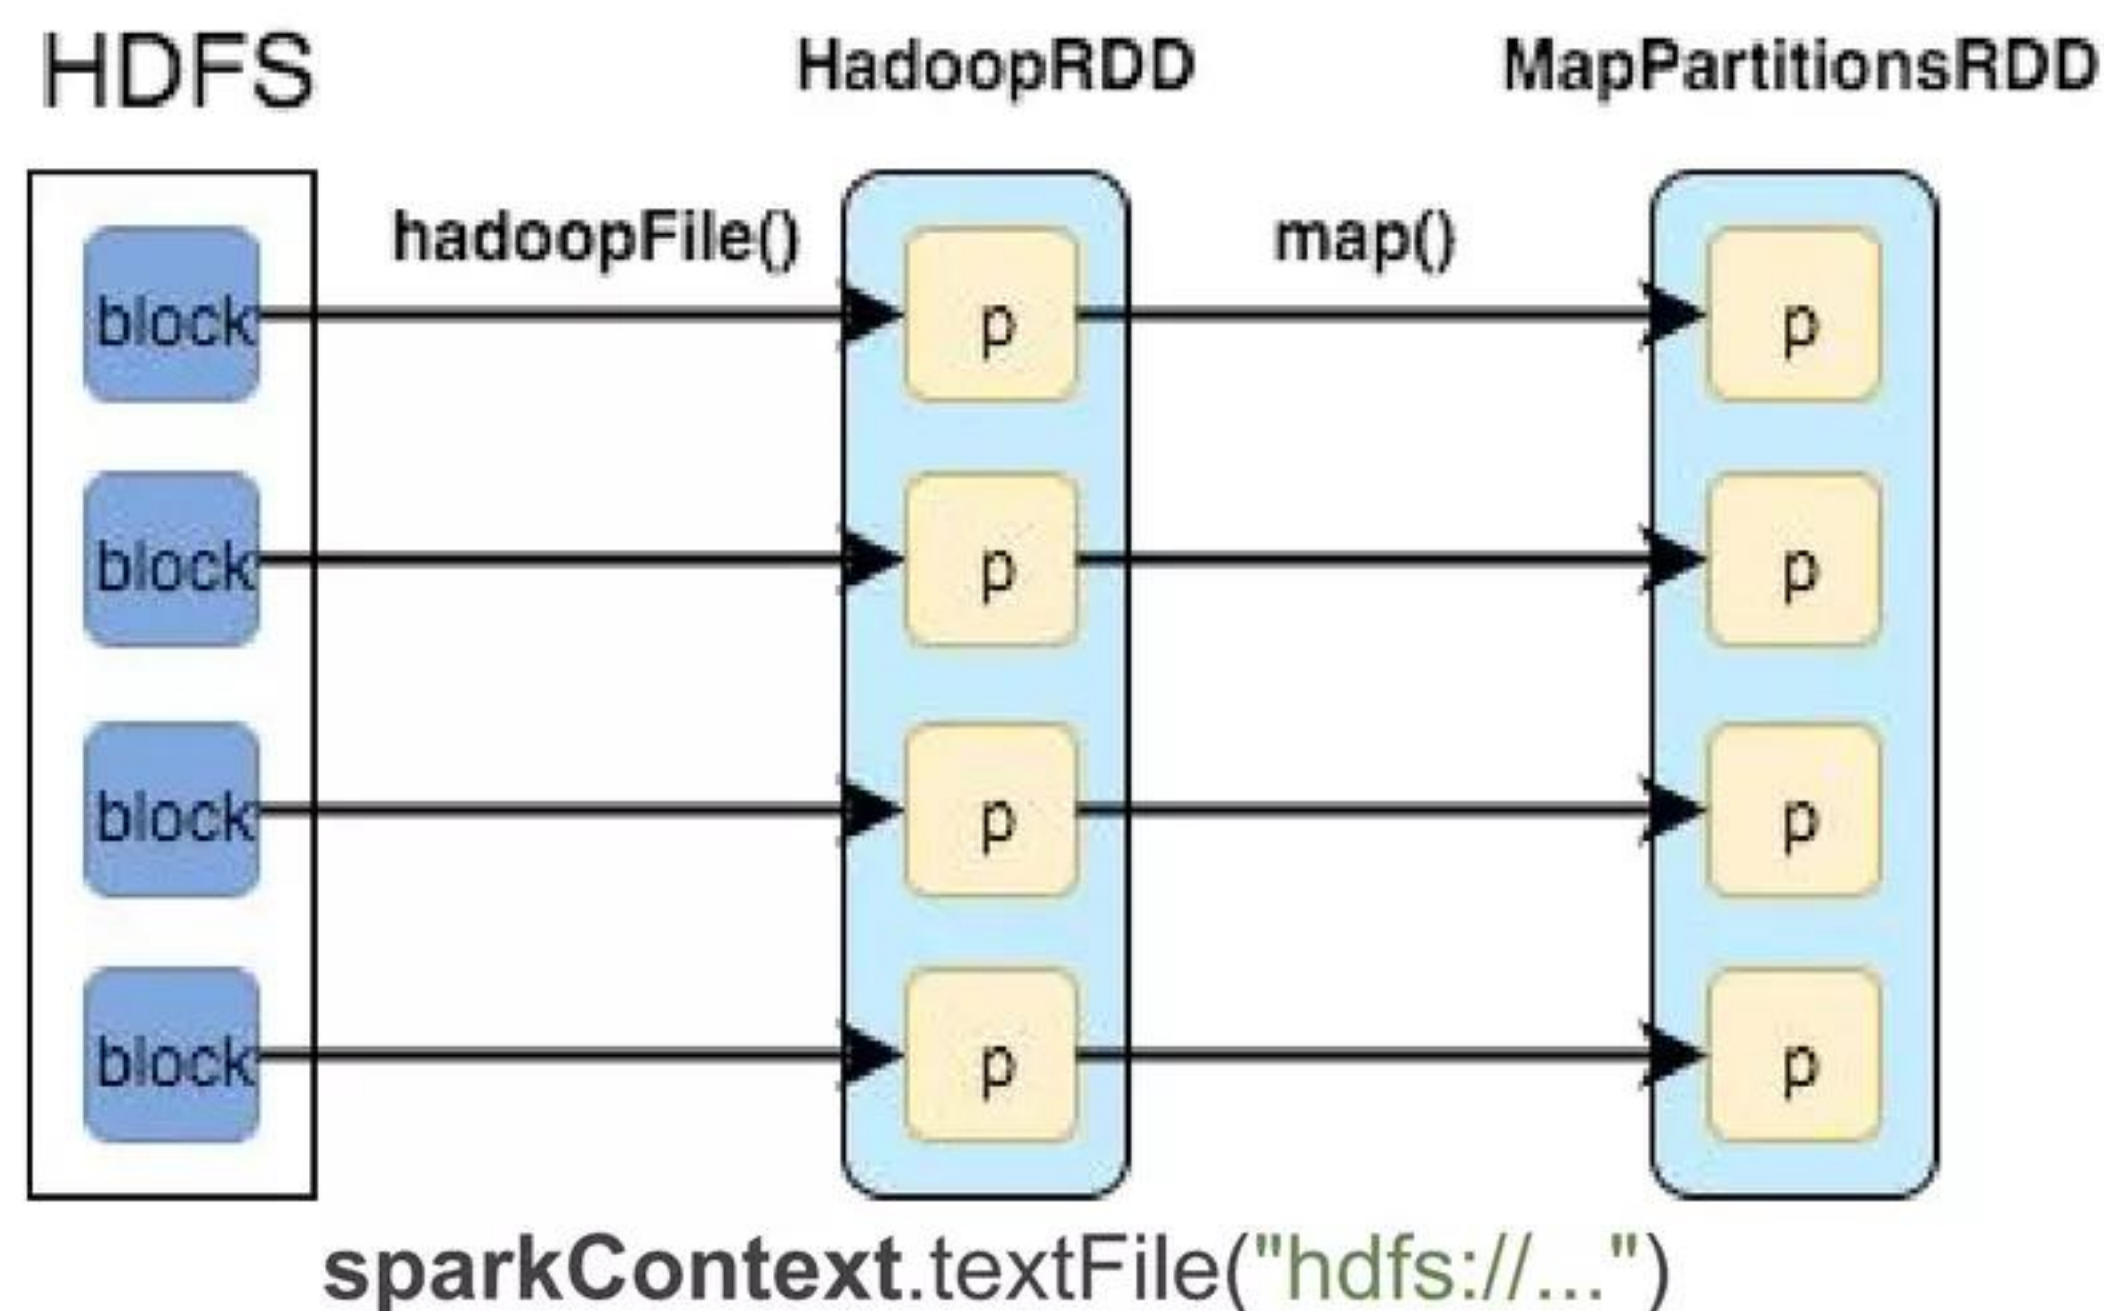 HDFS HadoopRDD MapPartitionsRDD
hadoopFile() map()
block p p
block p p
block p p
block p p
sparkContext.textFile("hdfs://...")